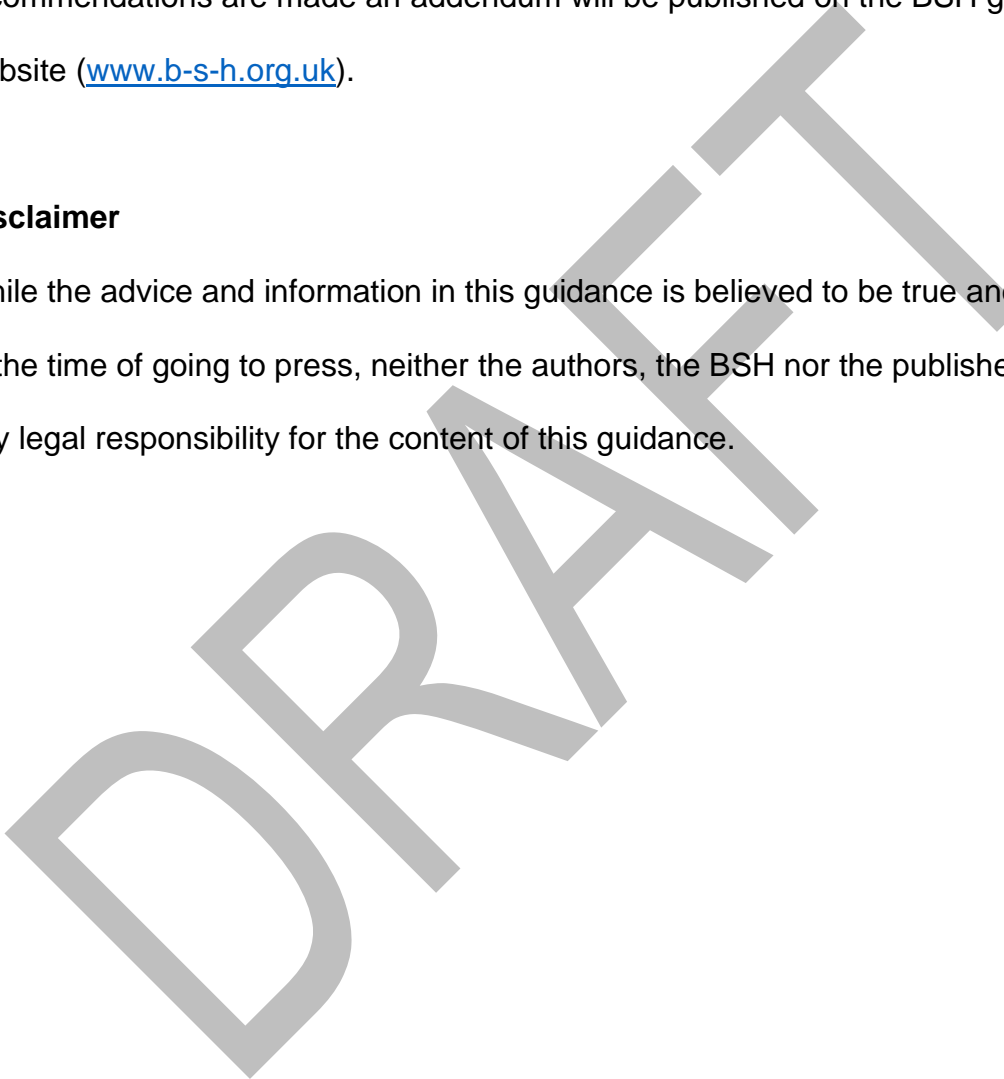 commendations are made an addendum will be published on the BSH g
bsite (www.b-s-h.org.uk).
sclaimer
hile the advice and information in this guidance is believed to be true and
the time of going to press, neither the authors, the BSH nor the publishe
y legal responsibility for the content of this guidance.
DRAFT